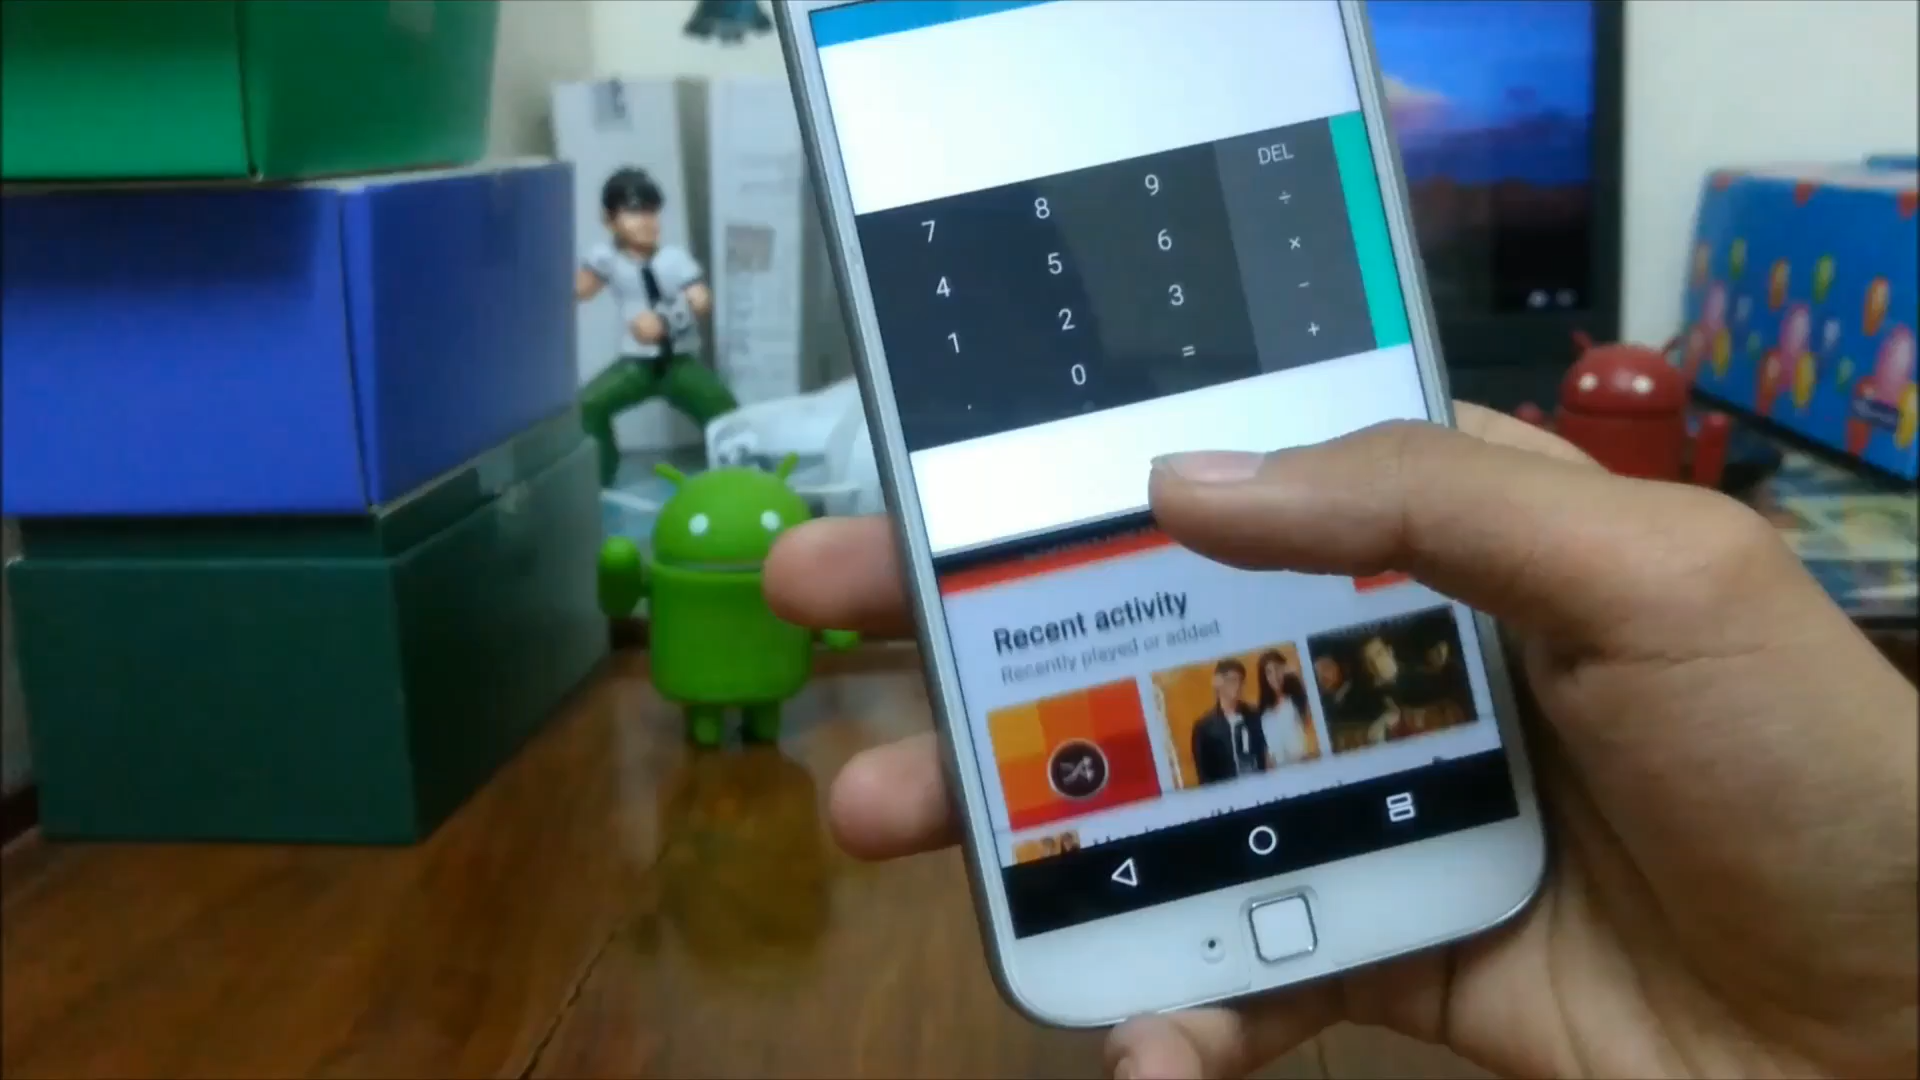 DEL
7 8 9 ÷
4 5 6 ×
1 2 3 −
. 0 = +
Recent activity
Recently played or added